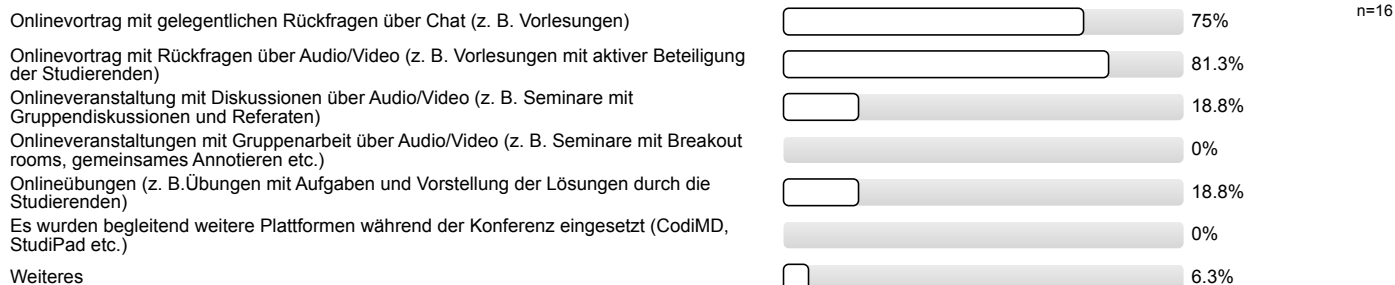 Onlinevortrag mit gelegentlichen Rückfragen über Chat (z. B. Vorlesungen)
75%
n=16
Onlinevortrag mit Rückfragen über Audio/Video (z. B. Vorlesungen mit aktiver Beteiligung
der Studierenden)
81.3%
Onlineveranstaltung mit Diskussionen über Audio/Video (z. B. Seminare mit
Gruppendiskussionen und Referaten)
18.8%
Onlineveranstaltungen mit Gruppenarbeit über Audio/Video (z. B. Seminare mit Breakout
rooms, gemeinsames Annotieren etc.)
0%
Onlineübungen (z. B.Übungen mit Aufgaben und Vorstellung der Lösungen durch die
Studierenden)
18.8%
Es wurden begleitend weitere Plattformen während der Konferenz eingesetzt (CodiMD,
StudiPad etc.)
0%
Weiteres
6.3%